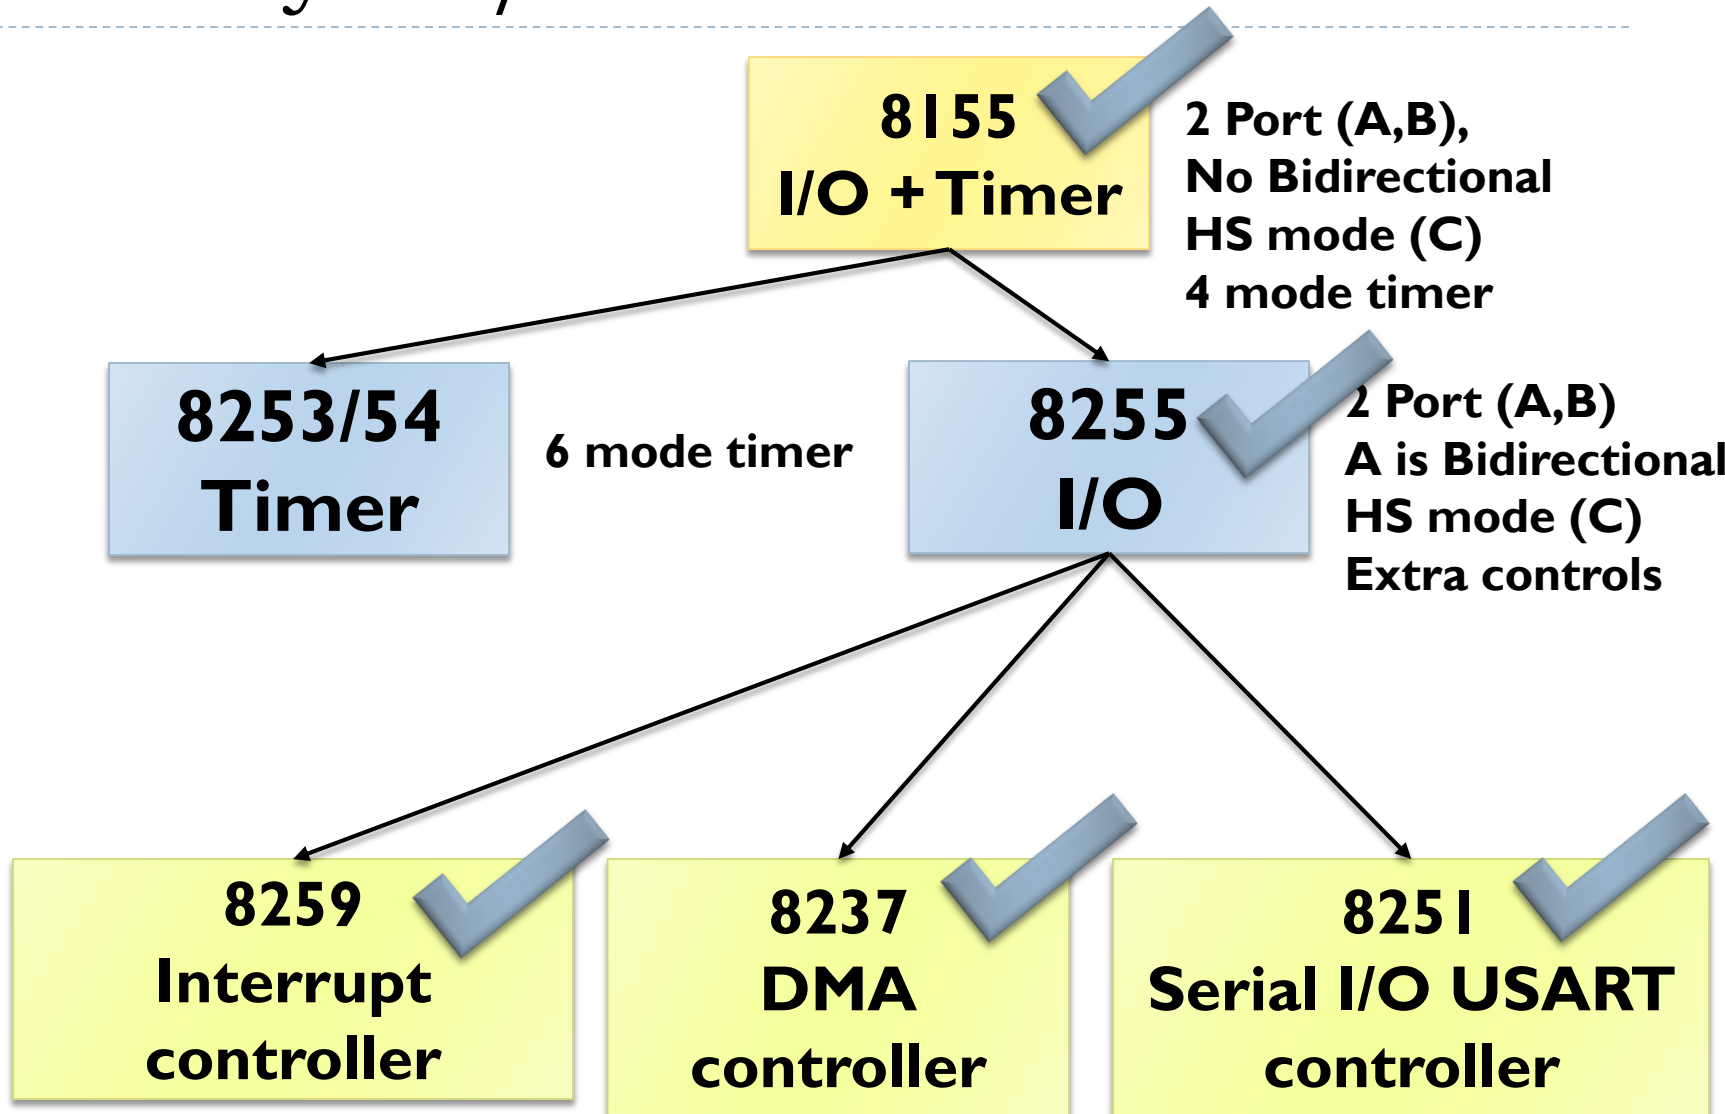 8155
I/O + Timer
2 Port (A,B),
No Bidirectional
HS mode (C)
4 mode timer
8253/54
Timer
6 mode timer
8255
I/O
2 Port (A,B)
A is Bidirectional
HS mode (C)
Extra controls
8259
Interrupt
controller
8237
DMA
controller
8251
Serial I/O USART
controller